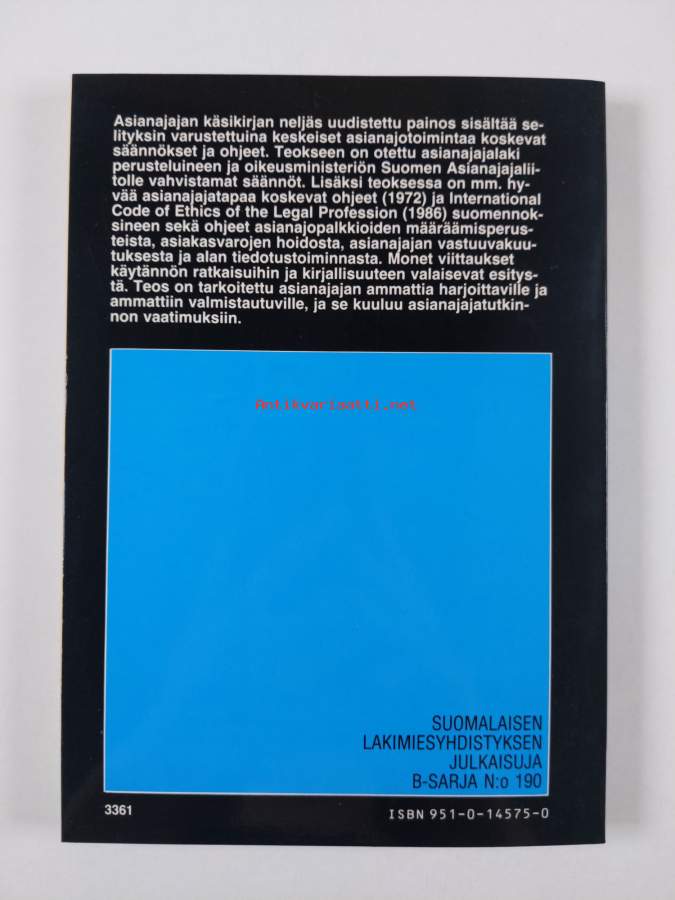 Asianajajan käsikirjan neljäs uudistettu painos sisältää se-
lityksin varustettuina keskeiset asianajotoimintaa koskevat
säännökset ja ohjeet. Teokseen on otettu asianajajalaki
perusteluineen ja oikeusministeriön Suomen Asianajajalii-
tolle vahvistamat säännöt. Lisäksi teoksessa on mm. hy-
vää asianajajatapaa koskevat ohjeet (1972) ja International
Code of Ethics of the Legal Profession (1986) suomennok-
sineen sekä ohjeet asianajopalkkioiden määräämisperus-
teista, asiakasvarojen hoidosta, asianajajan vastuuvakuu-
tuksesta ja alan tiedotustoiminnasta. Monet viittaukset
käytännön ratkaisuihin ja kirjallisuuteen valaisevat esitys-
tä. Teos on tarkoitettu asianajajan ammattia harjoittaville ja
ammattiin valmistautuville, ja se kuuluu asianajajatutkin-
non vaatimuksiin.
Antikvariaatti.net
SUOMALAISEN
LAKIMIESYHDISTYKSEN
JULKAISUJA
B-SARJA N:o 190
3361
ISBN 951-0-14575-0